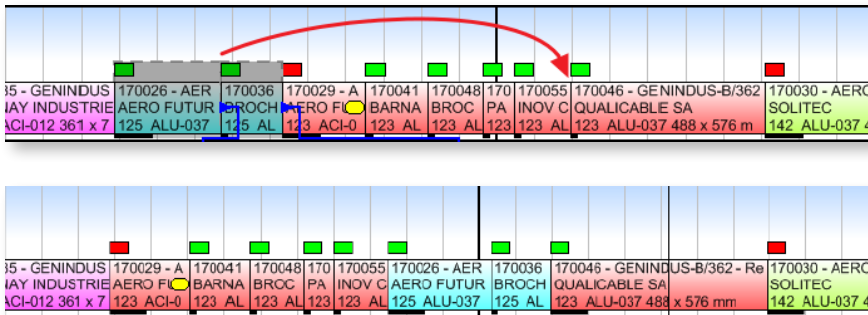 35 - GENINDUS 170026 - AER 170036 170029 - A 170041 170048 170 170055 170046 - GENINDUS-B/362 170030 - AERO
NAY INDUSTRIE AERO FUTUR BROCH AERO FU BARNA BROC PA INOV C QUALICABLE SA SOLITEC
ACI-012 361 x 7 125 ALU-037 125 AL 123 ACI-0 123 AL 123 AL 123 123 AL 123 ALU-037 488 x 576 m 142 ALU-037 4
35 - GENINDUS 170029 - A 170041 170048 170 170055 170026 - AER 170036 170046 - GENINDUS-B/362 - Re 170030 - AERO
NAY INDUSTRIE AERO FU BARNA BROC PA INOV C AERO FUTUR BROCH QUALICABLE SA SOLITEC
ACI-012 361 x 7 123 ACI-0 123 AL 123 AL 123 123 AL 125 ALU-037 125 AL 123 ALU-037 488 x 576 mm 142 ALU-037 4